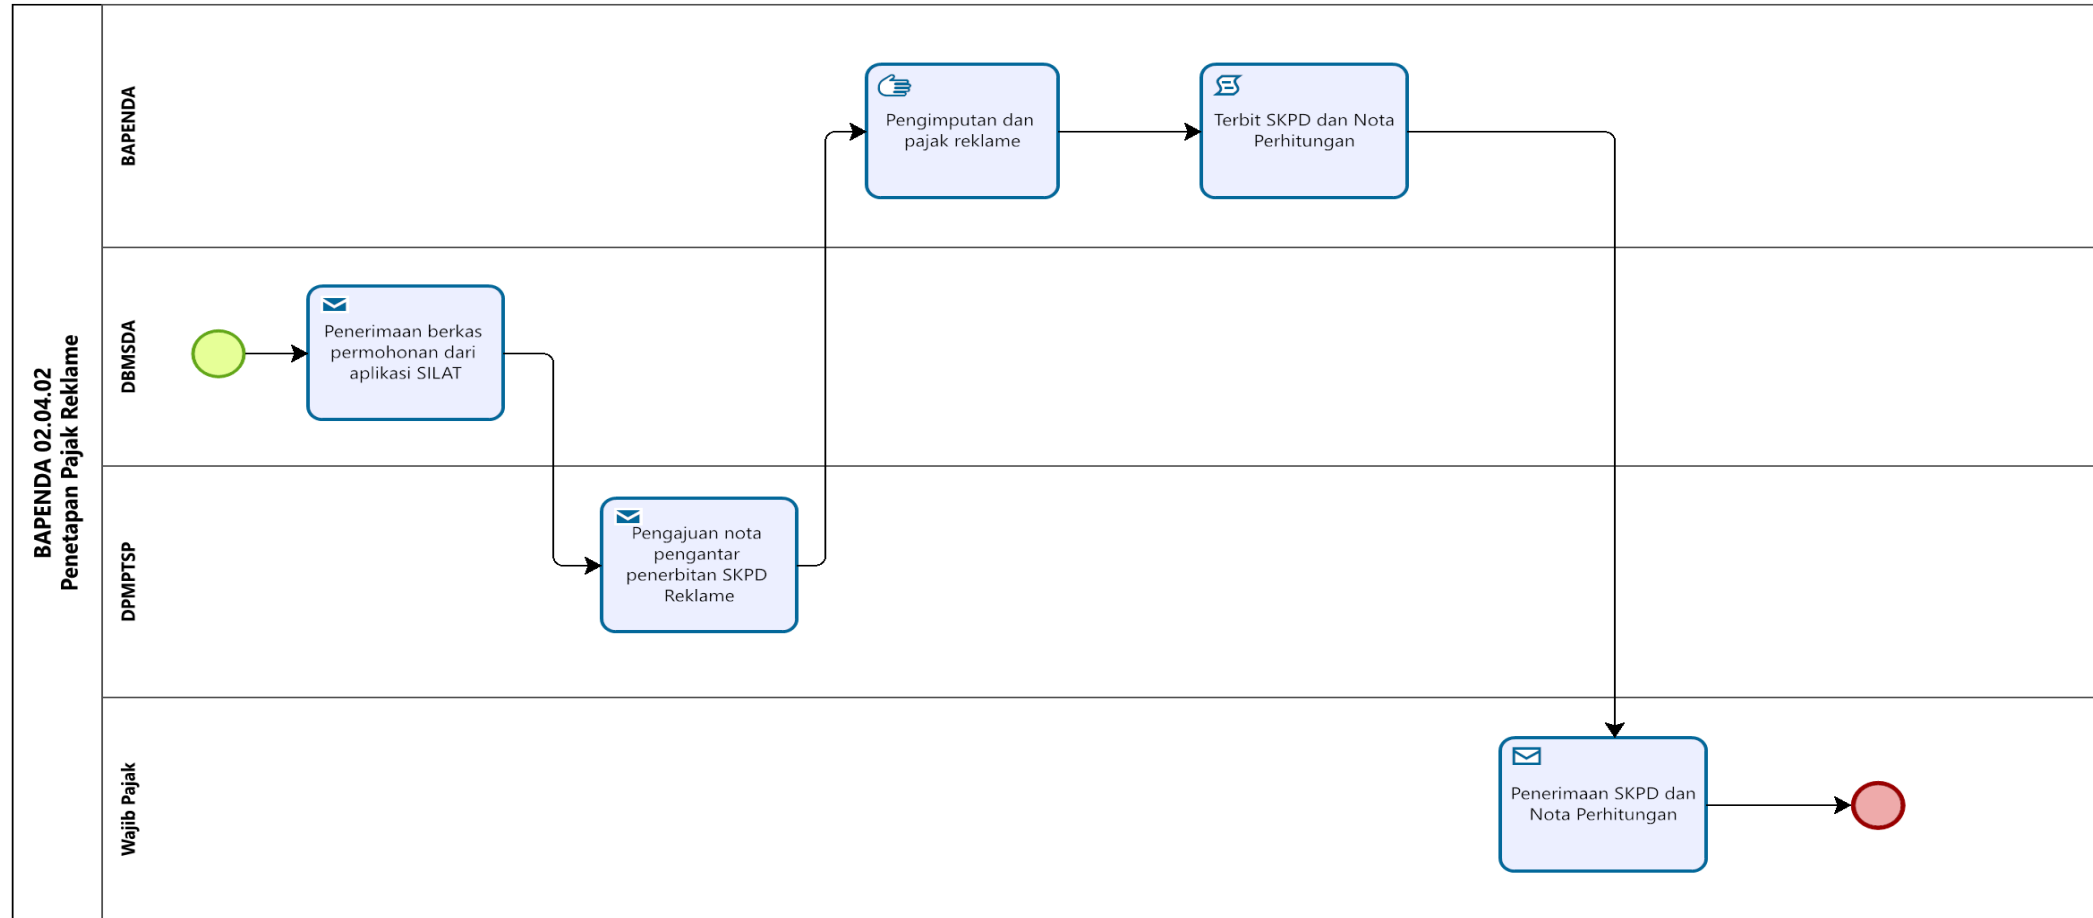 BAPENDA 02.04.02
Penetapan Pajak Reklame
BAPENDA
Pengimputan dan
pajak reklame
Terbit SKPD dan Nota
Perhitungan
DBMSDA
Penerimaan berkas
permohonan dari
aplikasi SILAT
DPMPTSP
Pengajuan nota
pengantar
penerbitan SKPD
Reklame
Wajib Pajak
Penerimaan SKPD dan
Nota Perhitungan